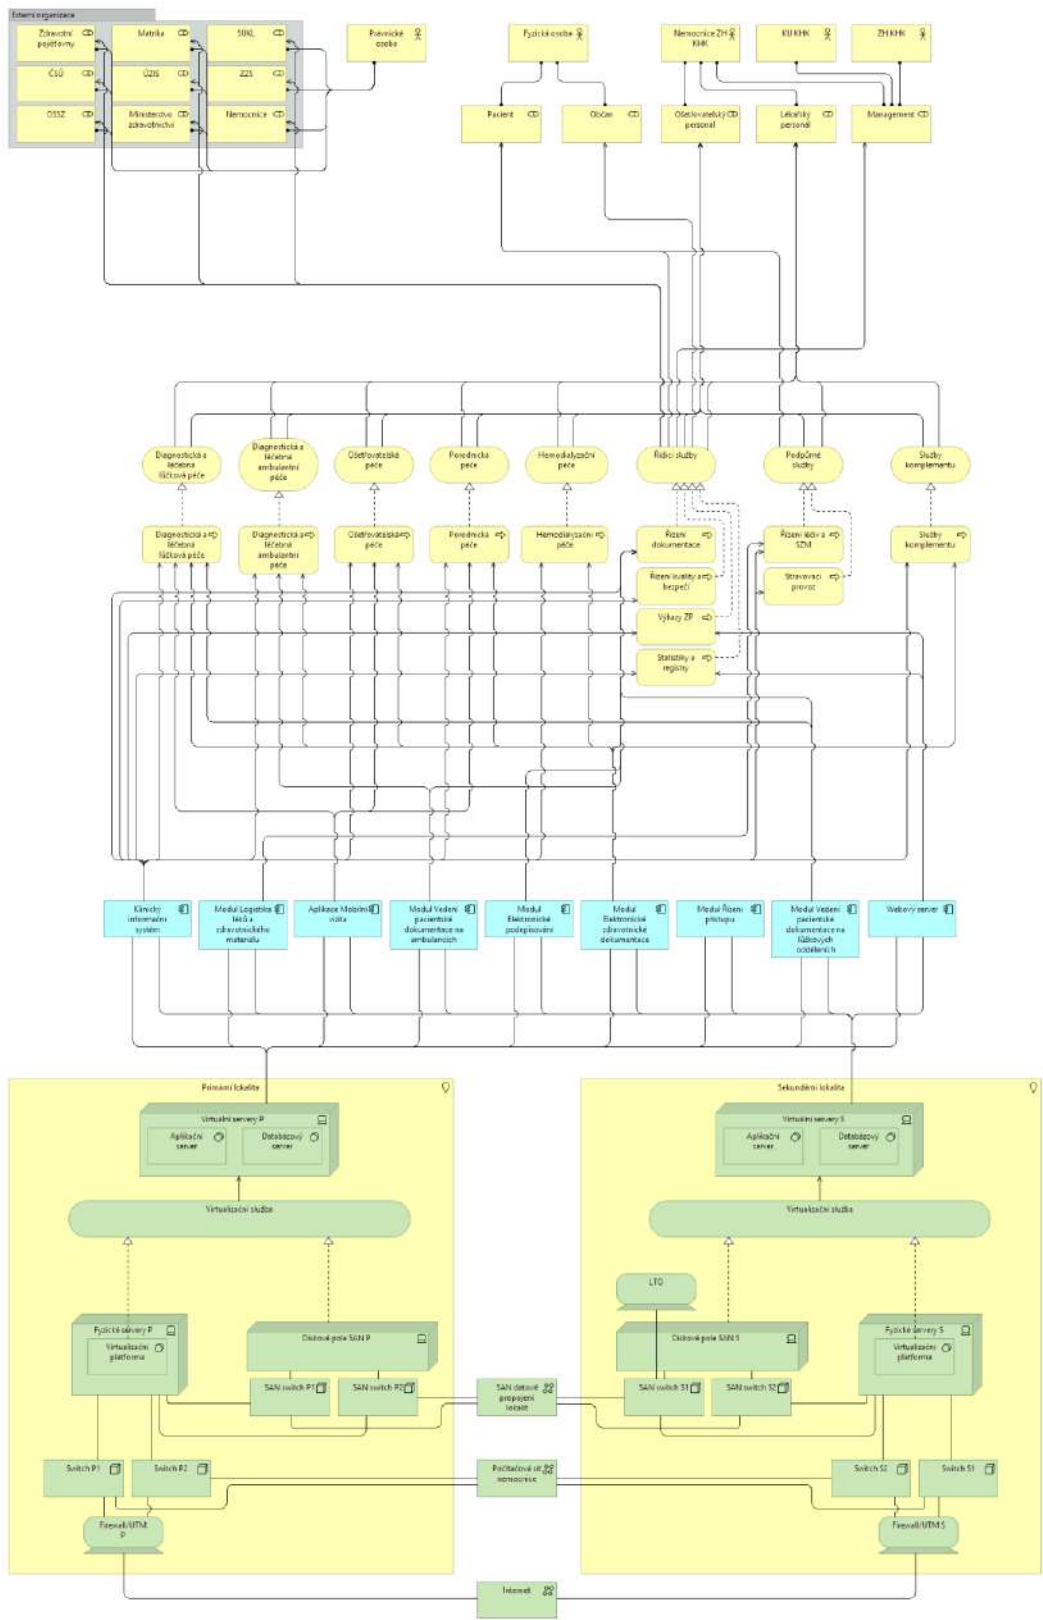 Externí organizace
Zdravotní
pojišťovny
Matrika
SÚKL
Právnická
osoba
Fyzická osoba
Nemocnice ZH
KHK
KÚ KHK
ZH KHK
ČSÚ
ÚZIS
ZZS
OSSZ
Ministerstvo
zdravotnictví
Nemocnice
Pacient
Občan
Ošetřovatelský
personál
Lékařský
personál
Management
Diagnostická a
léčebná
lůžková péče
Diagnostická a
léčebná
ambulantní
péče
Ošetřovatelská
péče
Porodnická
péče
Hemodialyzační
péče
Řídící služby
Podpůrné
služby
Služby
komplementu
Diagnostická a
léčebná
lůžková péče
Diagnostická a
léčebná
ambulantní
péče
Ošetřovatelská
péče
Porodnická
péče
Hemodialyzační
péče
Řízení
dokumentace
Řízení léčiv a
SZM
Služby
komplementu
Řízení kvality a
bezpečí
Stravovací
provoz
Výkazy ZP
Statistiky a
registry
Klinický
informační
systém
Modul Logistika
léků a
zdravotnického
materiálu
Aplikace Mobilní
vizita
Modul Vedení
pacientské
dokumentace na
ambulancích
Modul
Elektronické
podepisování
Modul
Elektronické
zdravotnické
dokumentace
Modul Řízení
přístupu
Modul Vedení
pacientské
dokumentace na
lůžkových
odděleních
Webový server
Primární lokalita
Sekundární lokalita
Virtuální servery P
Aplikační
server
Databázový
server
Virtuální servery S
Aplikační
server
Databázový
server
Virtualizační služba
Virtualizační služba
LTO
Fyzické servery P
Virtualizační
platforma
Diskové pole SAN P
Diskové pole SAN S
Fyzické servery S
Virtualizační
platforma
SAN switch P1
SAN switch P2
SAN datové
propojení
lokalit
SAN switch S1
SAN switch S2
Switch P1
Switch P2
Počítačová síť
nemocnice
Switch S2
Switch S1
Firewall/UTM
P
Firewall/UTM S
Internet